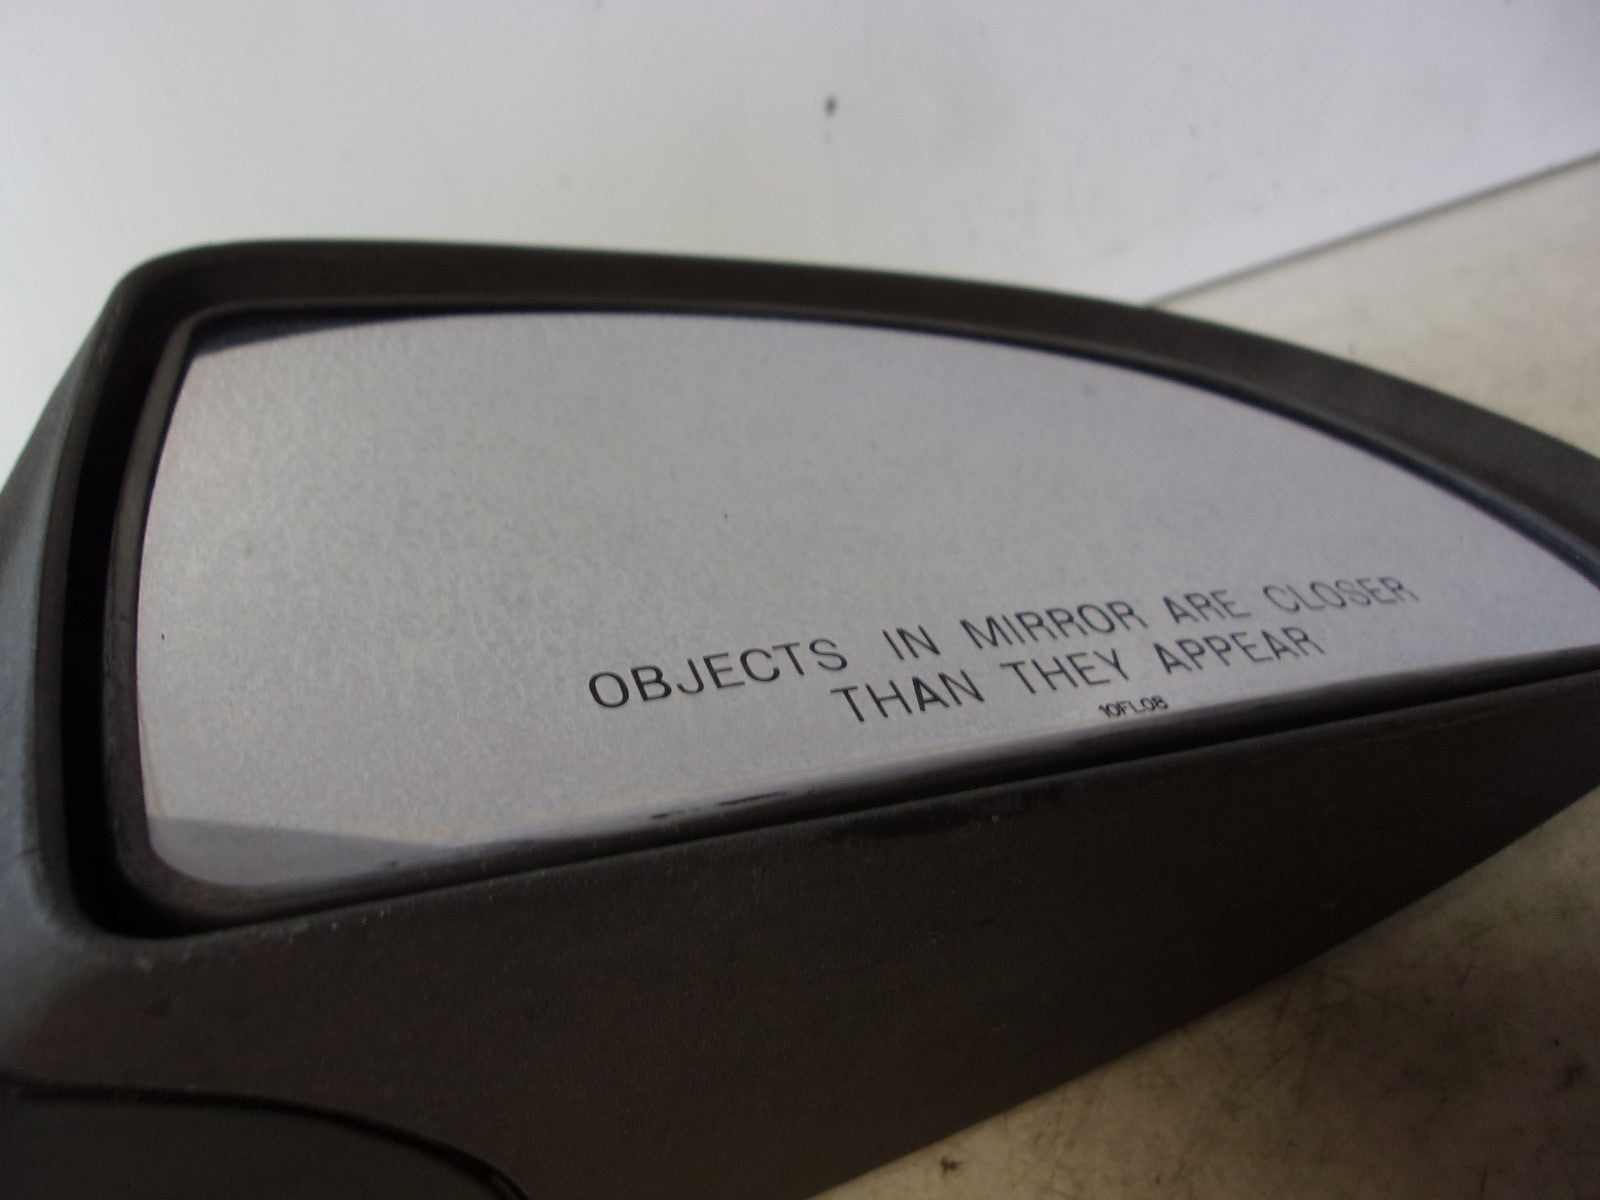 OBJECTS IN MIRROR ARE CLOSER
THAN THEY APPEAR
10FL08